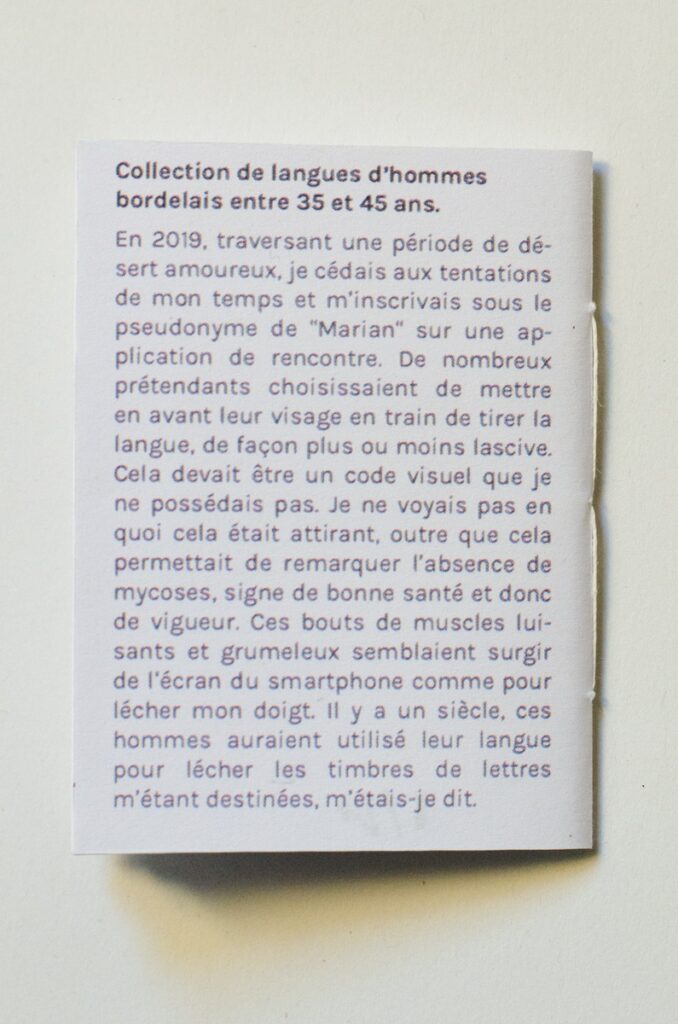 Collection de langues d'hommes
bordelais entre 35 et 45 ans.
En 2019, traversant une période de dé-
sert amoureux, je cédais aux tentations
de mon temps et m'inscrivais sous le
pseudonyme de "Marian" sur une ap-
plication de rencontre. De nombreux
prétendants choisissaient de mettre
en avant leur visage en train de tirer la
langue, de façon plus ou moins lascive.
Cela devait être un code visuel que je
ne possédais pas. Je ne voyais pas en
quoi cela était attirant, outre que cela
permettait de remarquer l'absence de
mycoses, signe de bonne santé et donc
de vigueur. Ces bouts de muscles lui-
sants et grumeleux semblaient surgir
de l'écran du smartphone comme pour
lécher mon doigt. Il y a un siècle, ces
hommes auraient utilisé leur langue
pour lécher les timbres de lettres
m'étant destinées, m'étais-je dit.